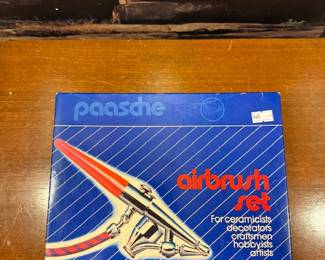 paasche
airbrush
set
For ceramicists
decorators
craftsmen
hobbyists
artists